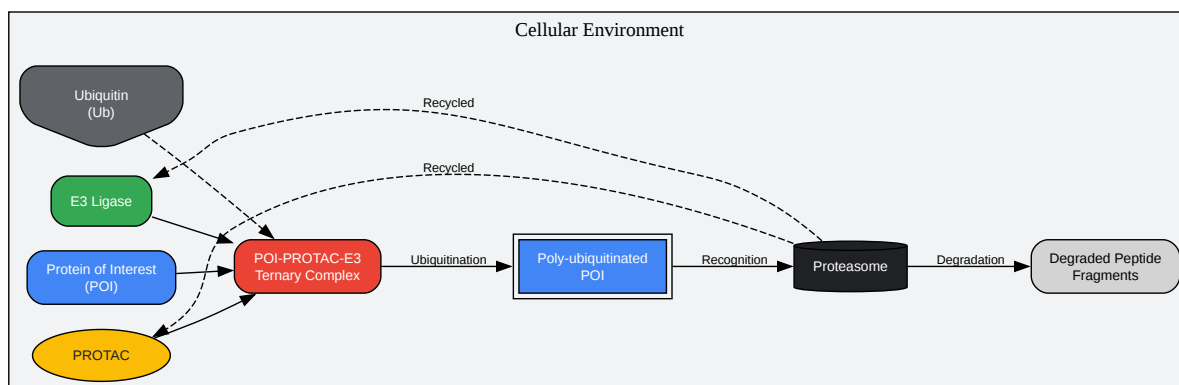 Cellular Environment
Ubiquitin
(Ub)
Recycled
Recycled
E3 Ligase
Protein of Interest
(POI)
PROTAC
POI-PROTAC-E3
Ternary Complex
Ubiquitination
Poly-ubiquitinated
POI
Recognition
Proteasome
Degradation
Degraded Peptide
Fragments